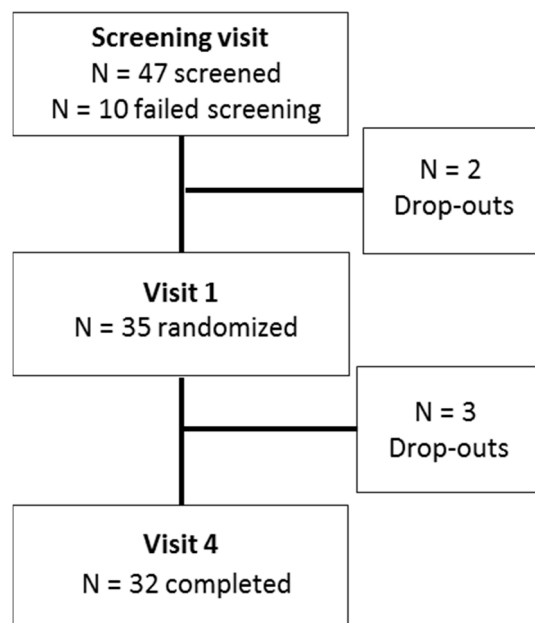 Screening visit
N = 47 screened
N = 10 failed screening
N = 2
Drop-outs
Visit 1
N = 35 randomized
N = 3
Drop-outs
Visit 4
N = 32 completed